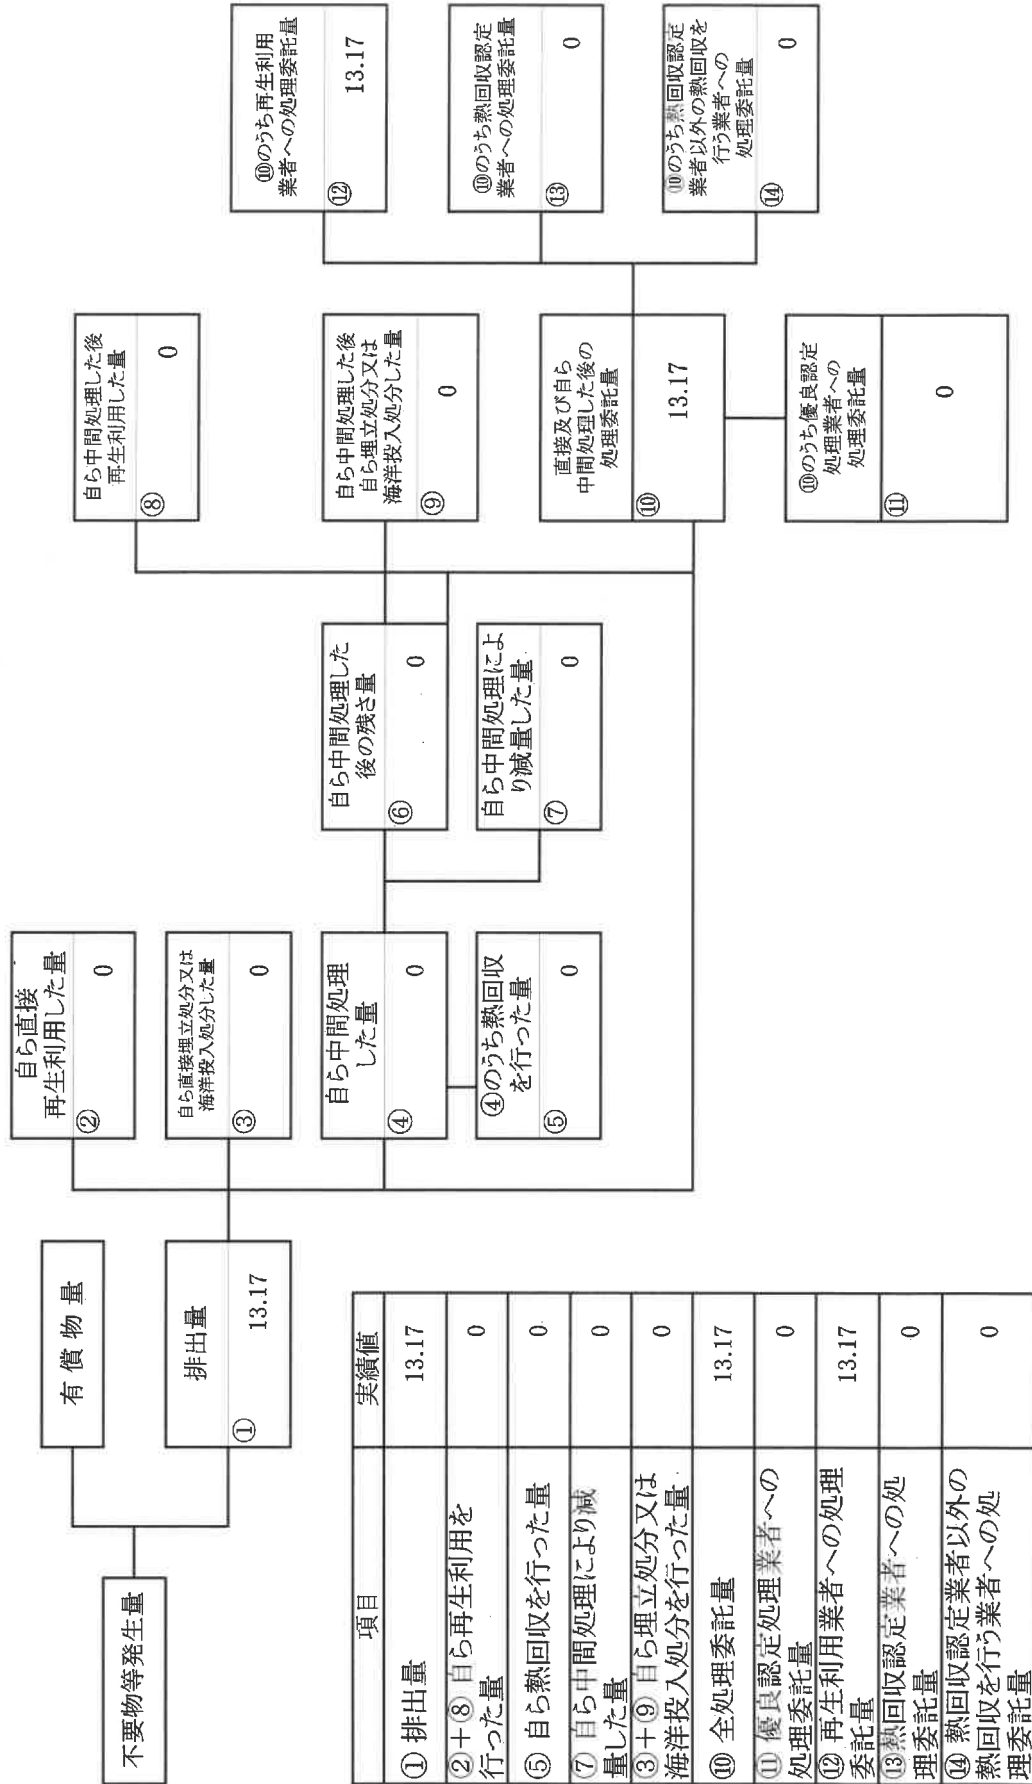 不要物等発生量
有償物量
排出量
①
13.17
自ら直接
再生利用した量
②
0
自ら直接埋立処分又は
海洋投入処分した量
③
0
自ら中間処理
した量
④
0
④のうち熱回収
を行った量
⑤
0
自ら中間処理した
後の残さ量
⑥
0
自ら中間処理によ
り減量した量
⑦
0
自ら中間処理した後
再生利用した量
⑧
0
自ら中間処理した後
自ら埋立処分又は
海洋投入処分した量
⑨
0
直接及び自ら
中間処理した後の
処理委託量
⑩
13.17
⑩のうち優良認定
処理業者への
処理委託量
⑪
0
⑩のうち再生利用
業者への処理委託量
⑫
13.17
⑩のうち熱回収認定
業者への処理委託量
⑬
0
⑩のうち熱回収認定
業者以外の熱回収を
行う業者への
処理委託量
⑭
0
項目 実績値
①排出量 13.17
②+⑧ 自ら再生利用を
行った量 0
⑤ 自ら熱回収を行った量 0
⑦ 自ら中間処理により減
量した量 0
③+⑨ 自ら埋立処分又は
海洋投入処分を行った量 0
⑩ 全処理委託量 13.17
⑪ 優良認定処理業者への
処理委託量 0
⑫ 再生利用業者への処理
委託量 13.17
⑬熱回収認定業者への処
理委託量 0
⑭ 熱回収認定業者以外の
熱回収を行う業者への処
理委託量 0